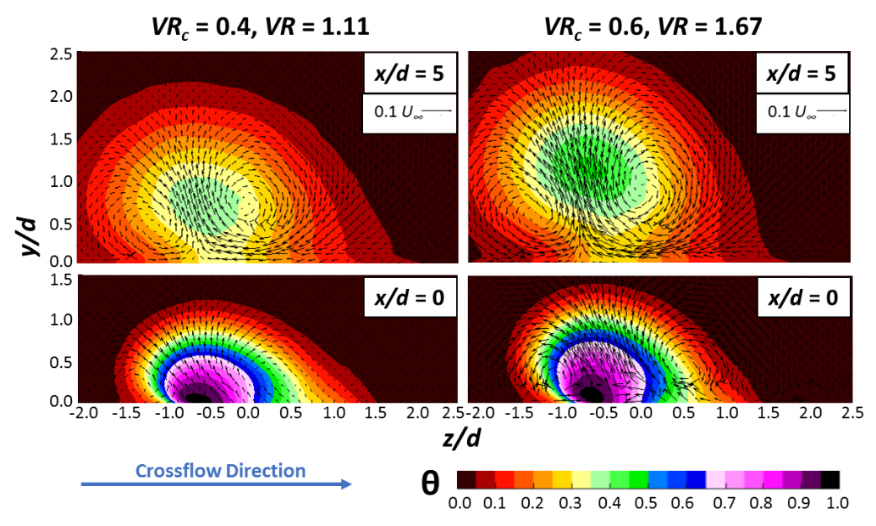 VRc = 0.4, VR = 1.11
VRc = 0.6, VR = 1.67
y/d
2.5
2.0
1.5
1.0
0.5
0.0
x/d = 5
0.1 U∞
x/d = 5
0.1 U∞
1.5
1.0
0.5
0.0
x/d = 0
x/d = 0
-2.0 -1.5 -1.0 -0.5 0.0 0.5 1.0 1.5 2.0 2.5
-2.0 -1.5 -1.0 -0.5 0.0 0.5 1.0 1.5 2.0 2.5
z/d
Crossflow Direction
θ
0.0 0.1 0.2 0.3 0.4 0.5 0.6 0.7 0.8 0.9 1.0